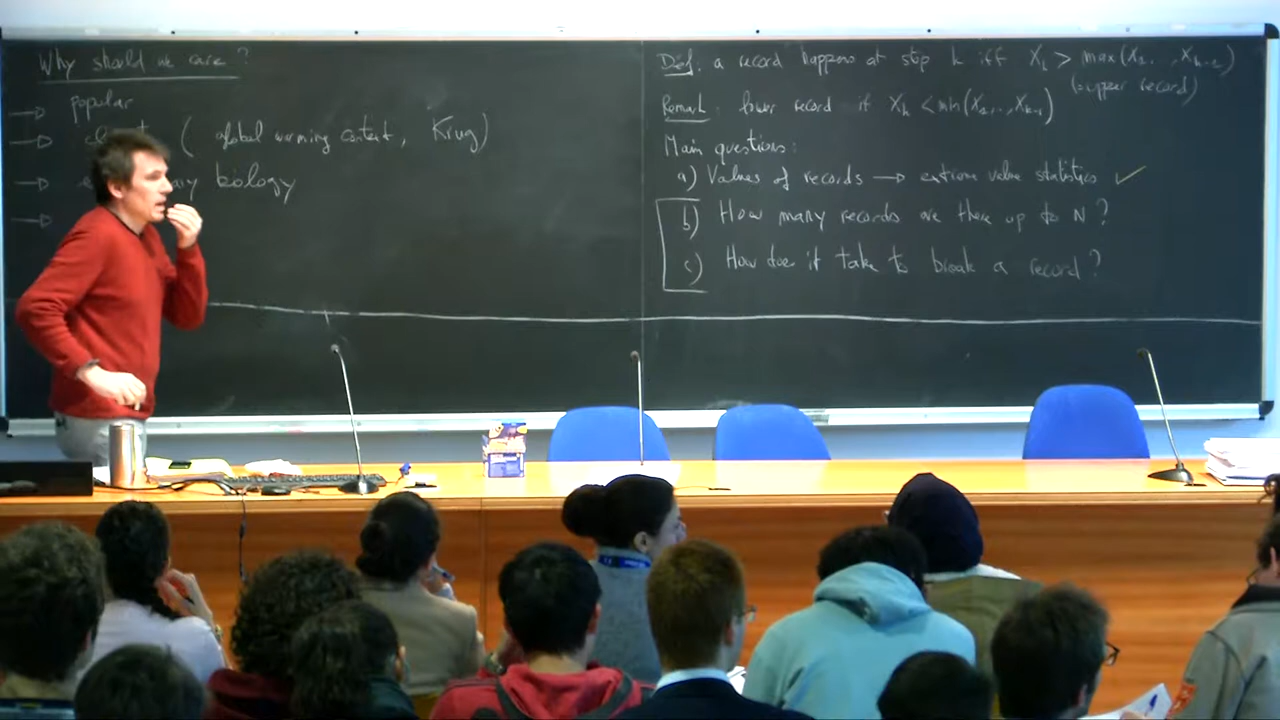 Why should we care?
→ popular
→ ( global warming context, Krug)
→ biology
→
Def: a record happens at step k iff X_k > max(X_1, .., X_{k-1})
(upper record)
Remark: lower record if X_k < min(X_1, .., X_{k-1})
Main questions:
a) Values of records → extreme value statistics ✓
b) How many records are there up to N?
c) How does it take to break a record?